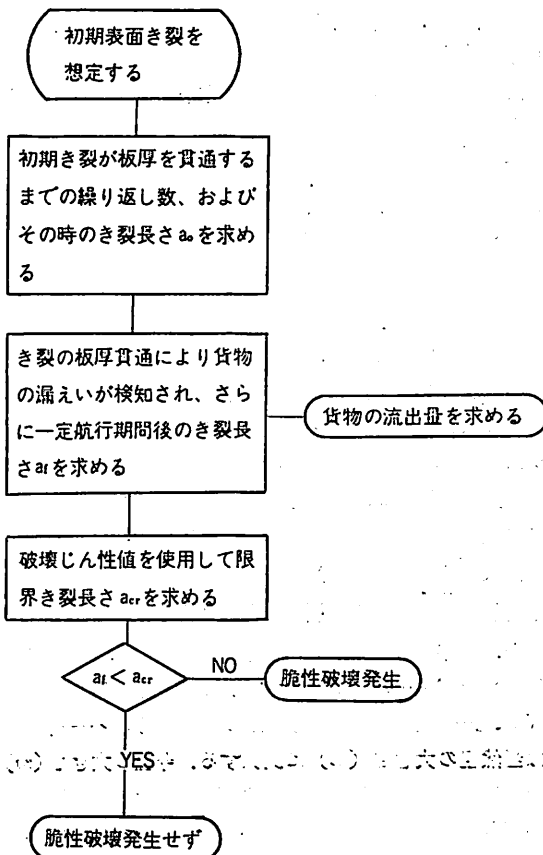 初期表面き裂を
想定する
初期き裂が板厚を貫通する
までの繰り返し数、および
その時のき裂長さa₀を求め
る
き裂の板厚貫通により貨物
の漏えいが検知され、さら
に一定航行期間後のき裂長
さafを求める
貨物の流出量を求める
破壊じん性値を使用して限
界き裂長さacrを求める
af < acr
NO
脆性破壊発生
YES
脆性破壊発生せず